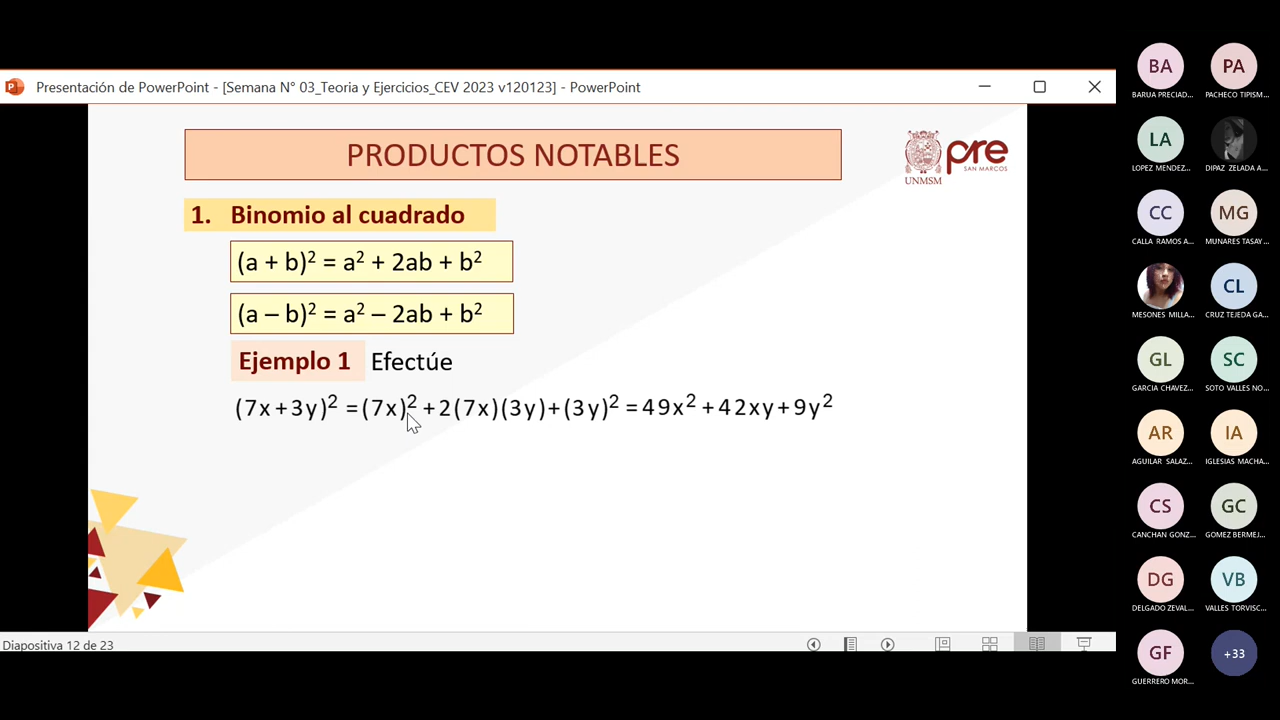 Presentación de PowerPoint - [Semana N° 03_Teoria y Ejercicios_CEV 2023 v120123] - PowerPoint
PRODUCTOS NOTABLES
UNMSM
pre
SAN MARCOS
1. Binomio al cuadrado
(a + b)² = a² + 2ab + b²
(a – b)² = a² – 2ab + b²
Ejemplo 1 Efectúe
(7x+3y)² =(7x)² +2(7x)(3y)+(3y)² =49x² +42xy+9y²
Diapositiva 12 de 23
BA
BARUA PRECIAD...
PA
PACHECO TIPISM...
LA
LOPEZ MENDEZ...
DIPAZ ZELADA A...
CC
CALLA RAMOS A...
MG
MUNARES TASAY...
MESONES MILLA...
CL
CRUZ TEJEDA GA...
GL
GARCIA CHAVEZ...
SC
SOTO VALLES NO...
AR
AGUILAR SALAZ...
IA
IGLESIAS MACHA...
CS
CANCHAN GONZ...
GC
GOMEZ BERMEJ...
DG
DELGADO ZEVAL...
VB
VALLES TORVISC...
GF
GUERRERO MOR...
+33